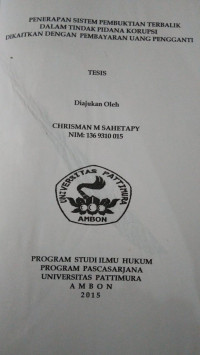 PENERAPAN SISTEM PEMBUKTIAN TERBALIK
DALAM TINDAK PIDANA KORUPSI
DIKAITKAN DENGAN PEMBAYARAN UANG PENGGANTI
TESIS
Diajukan Oleh
CHRISMAN M SAHETAPY
NIM: 136 9310 015
UNIVERSITAS PATTIMURA
AMBON
PROGRAM STUDI ILMU HUKUM
PROGRAM PASCASARJANA
UNIVERSITAS PATTIMURA
A M B O N
2015